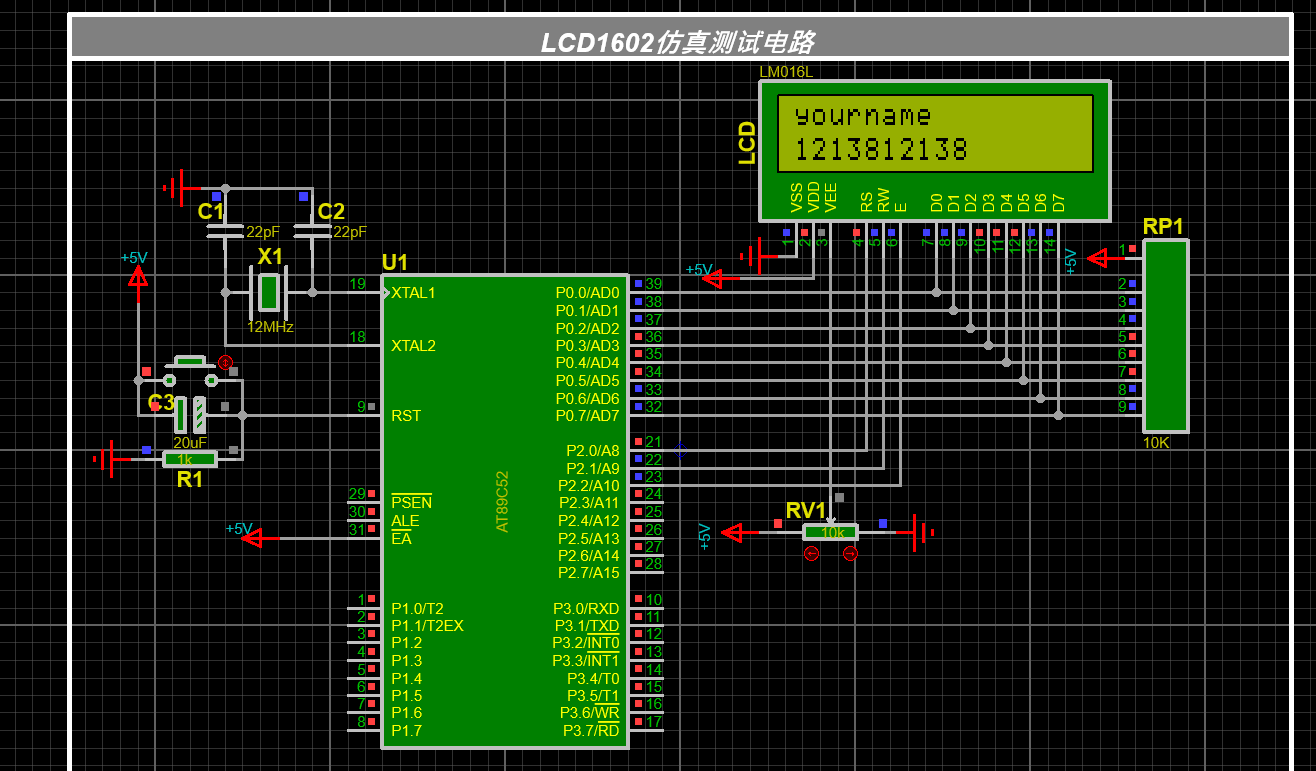 LCD1602仿真测试电路
LM016L
LCD
yourname
1213812138
VSS VDD VEE RS RW E D0 D1 D2 D3 D4 D5 D6 D7
1 2 3 4 5 6 7 8 9 10 11 12 13 14
C1 22pF
C2 22pF
X1
12MHz
+5V
C3
20uF
1k
R1
+5V
U1
AT89C52
19 XTAL1
18 XTAL2
9 RST
29 PSEN
30 ALE
31 EA
1 P1.0/T2
2 P1.1/T2EX
3 P1.2
4 P1.3
5 P1.4
6 P1.5
7 P1.6
8 P1.7
P0.0/AD0 39
P0.1/AD1 38
P0.2/AD2 37
P0.3/AD3 36
P0.4/AD4 35
P0.5/AD5 34
P0.6/AD6 33
P0.7/AD7 32
P2.0/A8 21
P2.1/A9 22
P2.2/A10 23
P2.3/A11 24
P2.4/A12 25
P2.5/A13 26
P2.6/A14 27
P2.7/A15 28
P3.0/RXD 10
P3.1/TXD 11
P3.2/INT0 12
P3.3/INT1 13
P3.4/T0 14
P3.5/T1 15
P3.6/WR 16
P3.7/RD 17
+5V
+5V
RP1
1
2
3
4
5
6
7
8
9
10K
RV1
10k
+5V